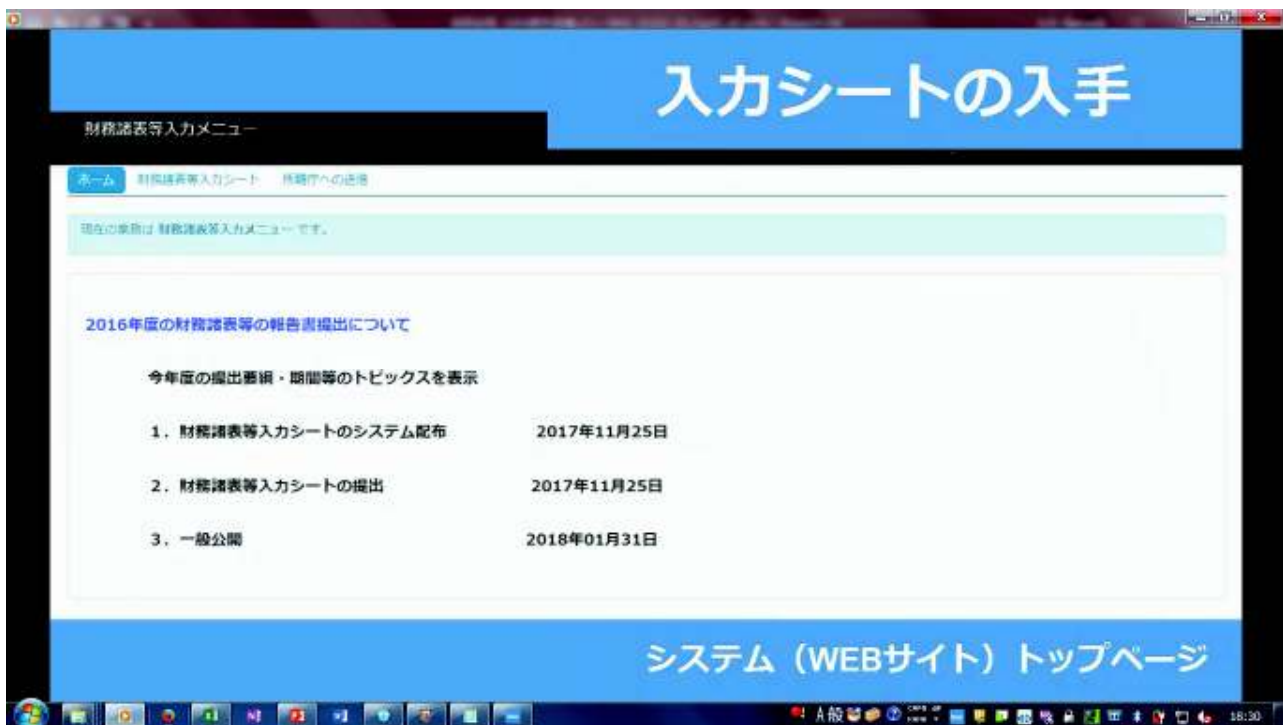 入力シートの入手
財務諸表等入力メニュー
ホーム 財務諸表等入力シート 所轄庁への送信
現在の業務は 財務諸表等入力メニュー です。
2016年度の財務諸表等の報告書提出について
今年度の提出要綱・期間等のトピックスを表示
1．財務諸表等入力シートのシステム配布 2017年11月25日
2．財務諸表等入力シートの提出 2017年11月25日
3．一般公開 2018年01月31日
システム（WEBサイト）トップページ
A 般
18:30